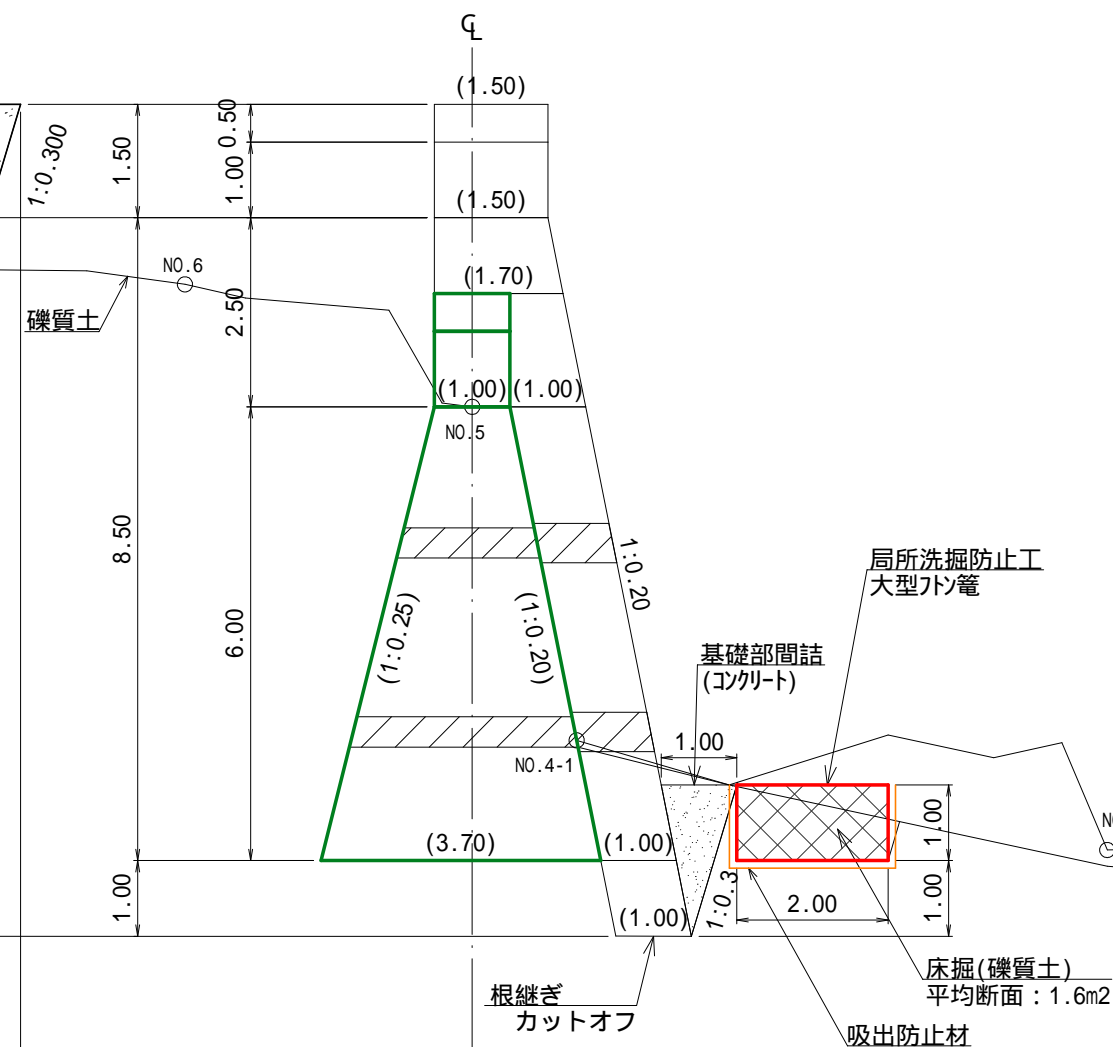 ℄
(1.50)
0.50
1.50
1:0.300
1.00
(1.50)
NO.6
(1.70)
礫質土
2.50
(1.00)
(1.00)
NO.5
8.50
1:0.20
局所洗掘防止工
大型フトン篭
6.00
(1:0.25)
(1:0.20)
基礎部間詰
(コンクリート)
1.00
NO.4-1
1.00
(3.70)
(1.00)
1.00
(1.00)
1:0.3
2.00
1.00
床掘(礫質土)
平均断面：1.6m2
根継ぎ
カットオフ
吸出防止材